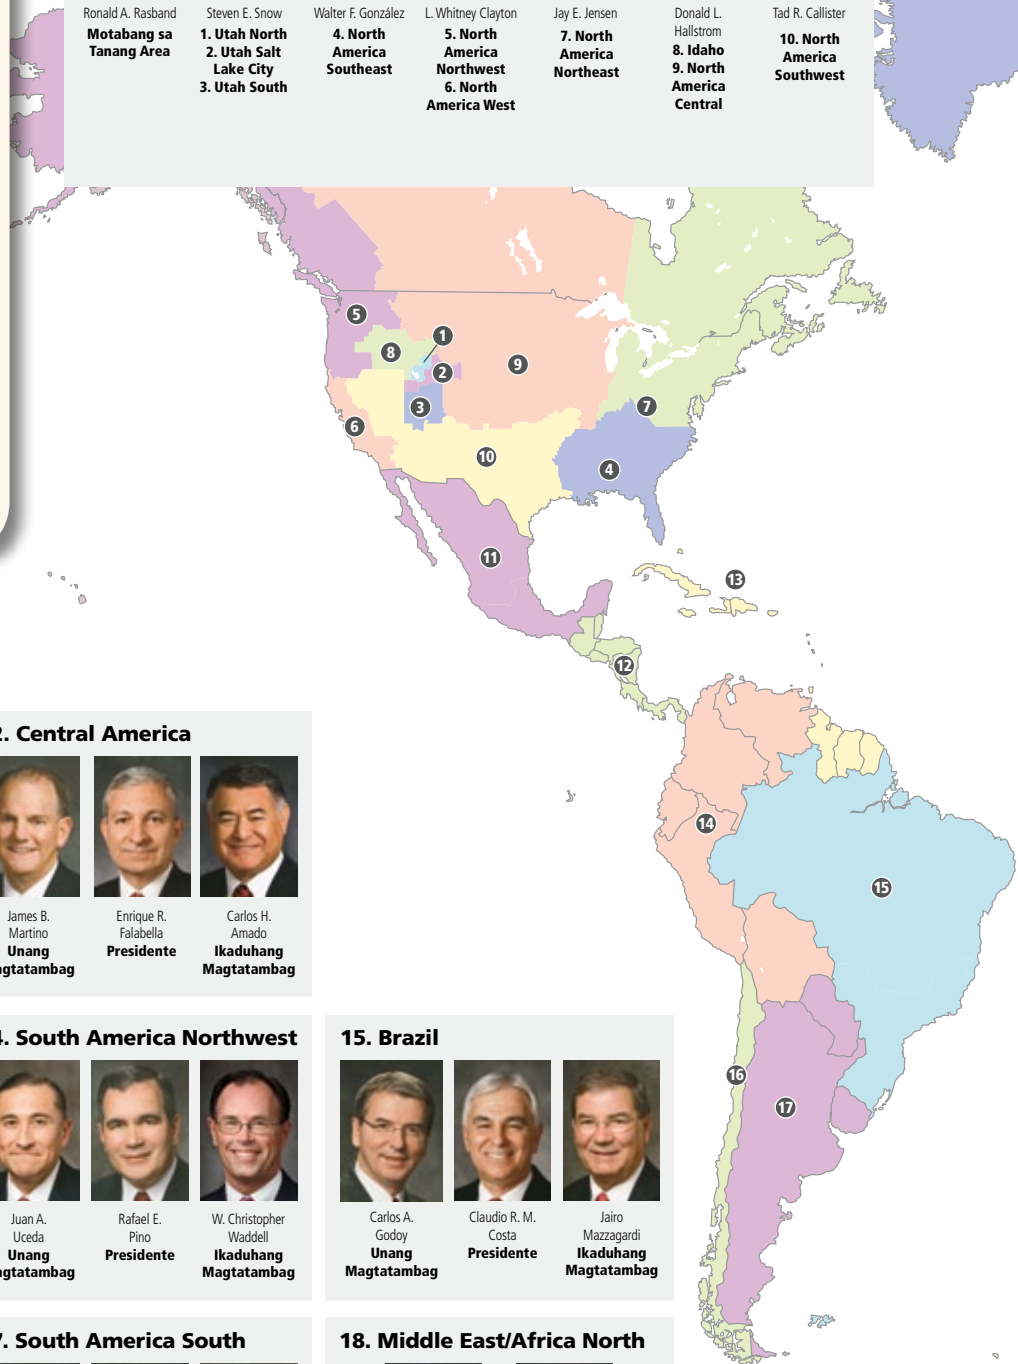 Ronald A. Rasband
Motabang sa
Tanang Area
Steven E. Snow
1. Utah North
2. Utah Salt
Lake City
3. Utah South
Walter F. González
4. North
America
Southeast
L. Whitney Clayton
5. North
America
Northwest
6. North
America West
Jay E. Jensen
7. North
America
Northeast
Donald L.
Hallstrom
8. Idaho
9. North
America
Central
Tad R. Callister
10. North
America
Southwest
5
1
8
2
9
3
7
6
10
4
11
13
12
14
15
16
17
2. Central America
James B.
Martino
Unang
agtatambag
Enrique R.
Falabella
Presidente
Carlos H.
Amado
Ikaduhang
Magtatambag
4. South America Northwest
Juan A.
Uceda
Unang
agtatambag
Rafael E.
Pino
Presidente
W. Christopher
Waddell
Ikaduhang
Magtatambag
15. Brazil
Carlos A.
Godoy
Unang
Magtatambag
Claudio R. M.
Costa
Presidente
Jairo
Mazzagardi
Ikaduhang
Magtatambag
7. South America South
18. Middle East/Africa North